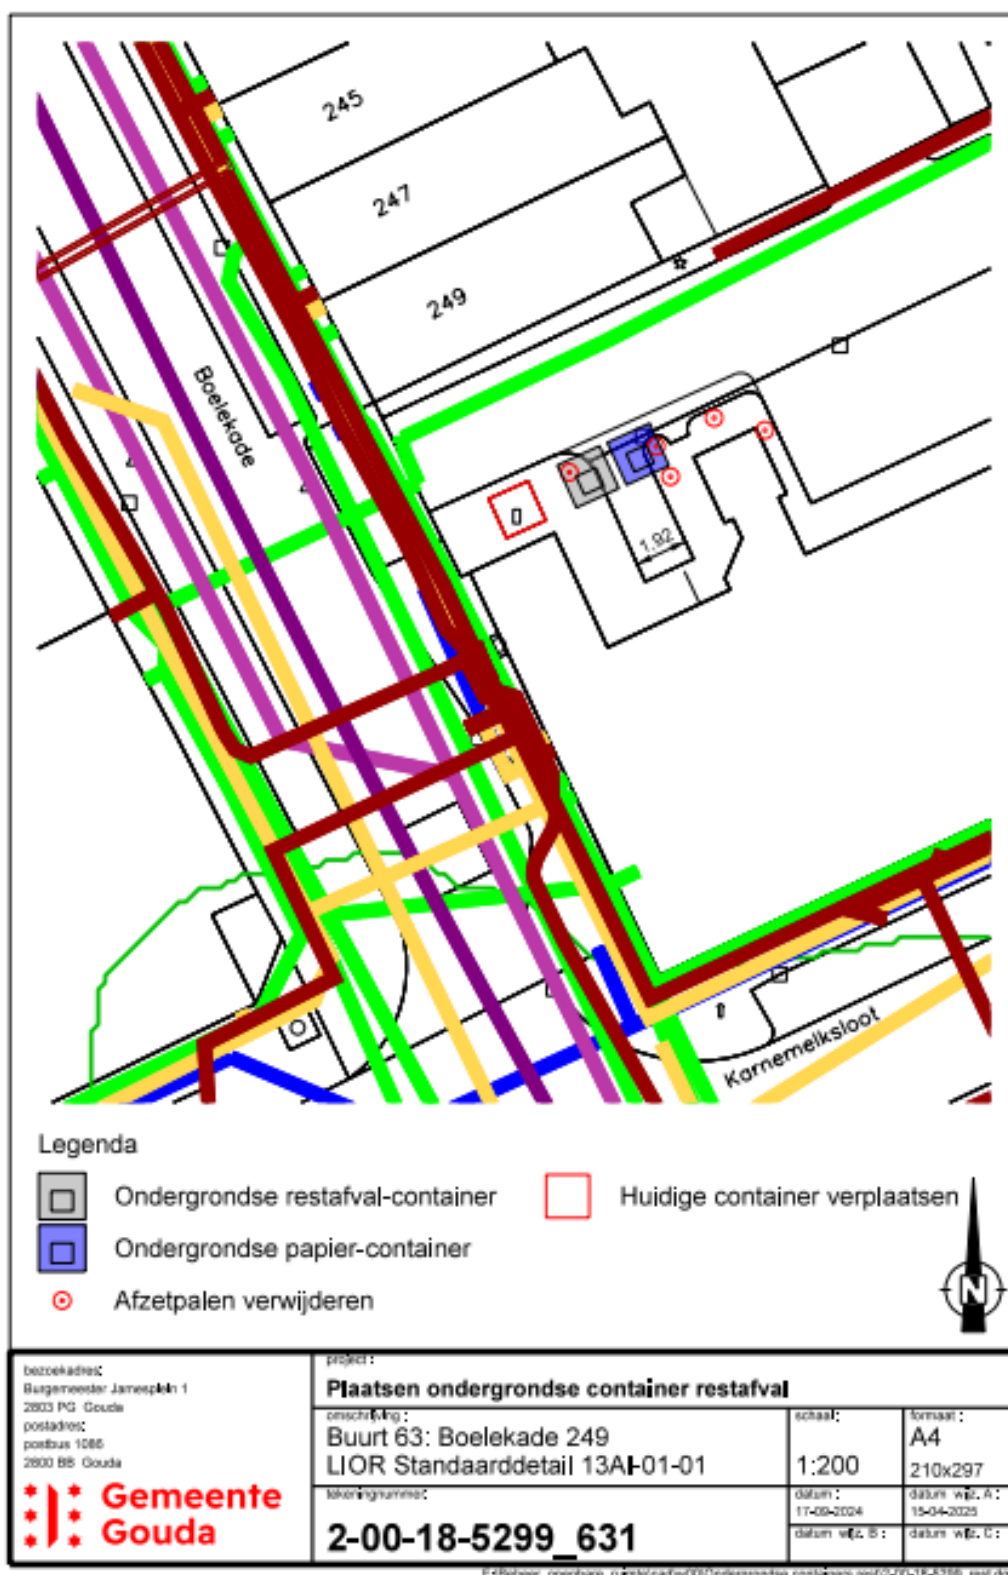 245
247
249
Boelekade
1.92
Karnemelksloot
Legenda
Ondergrondse restafval-container
Huidige container verplaatsen
Ondergrondse papier-container
Afzetpalen verwijderen
N
bezoekadres:
Burgemeester Jamesplein 1
2803 PG Gouda
postadres:
postbus 1086
2800 BB Gouda
Gemeente
Gouda
project :
Plaatsen ondergrondse container restafval
omschrijving :
Buurt 63: Boelekade 249
LIOR Standaarddetail 13AI-01-01
schaal:
1:200
formaat :
A4
210x297
tekeningnummer:
2-00-18-5299_631
datum :
17-09-2024
datum wijz. A :
15-04-2025
datum wijz. B :
datum wijz. C :